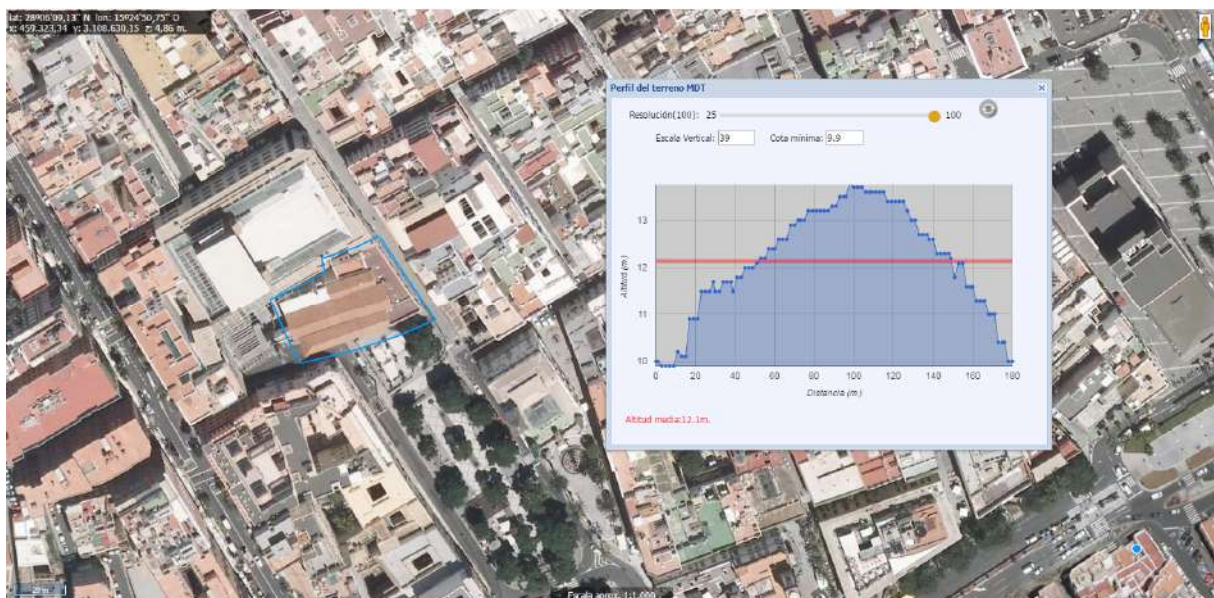 lat: 28º06'09,13" N lon: 15º24'50,75" O
x: 459.323,34 y: 3.108.630,15 z: 4,86 m.
Perfil del terreno MDT
Resolución(100): 25 100
Escala Vertical: 39 Cota mínima: 9.9
13
12
11
10
Altitud (m.)
0 20 40 60 80 100 120 140 160 180
Distancia (m.)
Altitud media:12.1m.
20 m
Escala aprox. 1:1.000